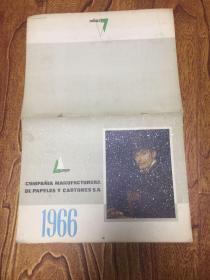 COMPAÑIA MANUFACTURERA
DE PAPELES Y CARTONES S.A.
1966